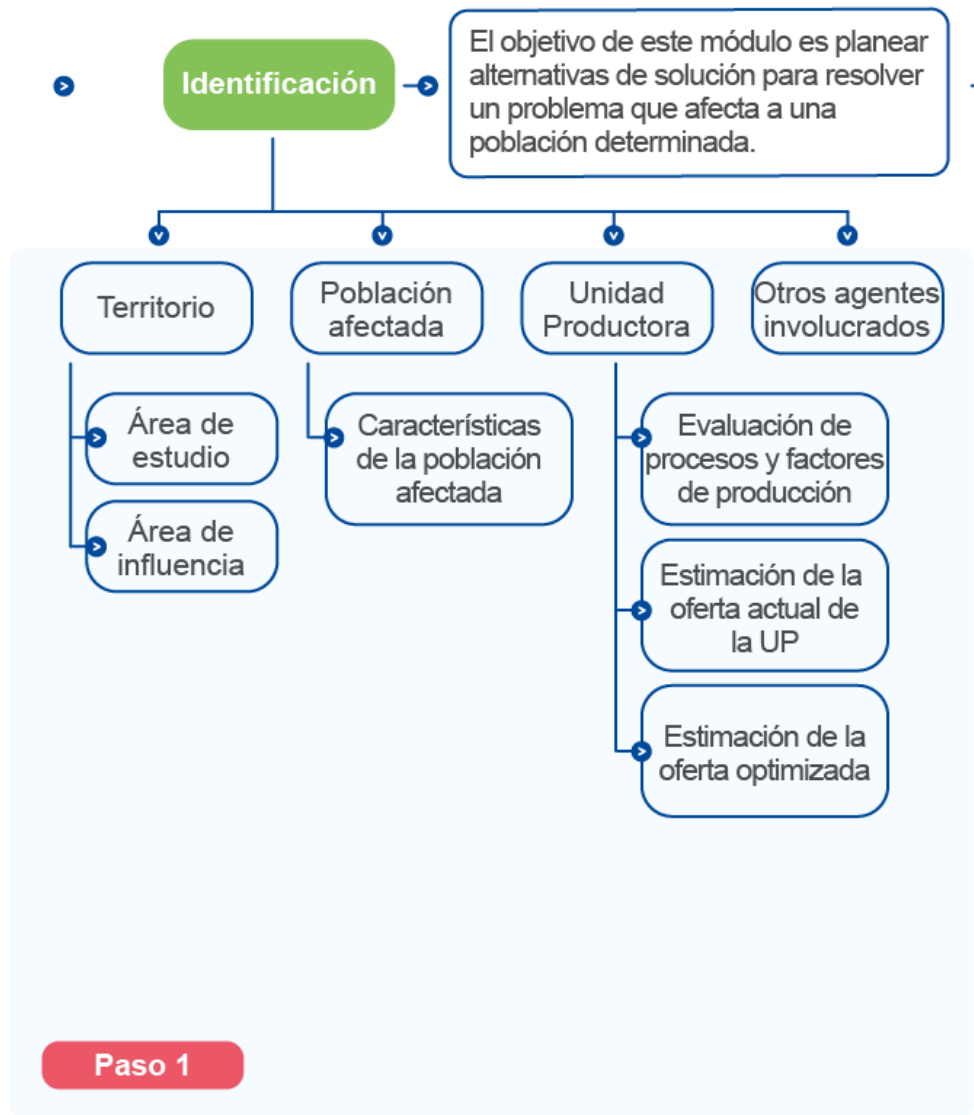 Identificación
El objetivo de este módulo es planear
alternativas de solución para resolver
un problema que afecta a una
población determinada.
Territorio
Población
afectada
Unidad
Productora
Otros agentes
involucrados
Área de
estudio
Área de
influencia
Características
de la población
afectada
Evaluación de
procesos y factores
de producción
Estimación de la
oferta actual de
la UP
Estimación de la
oferta optimizada
Paso 1